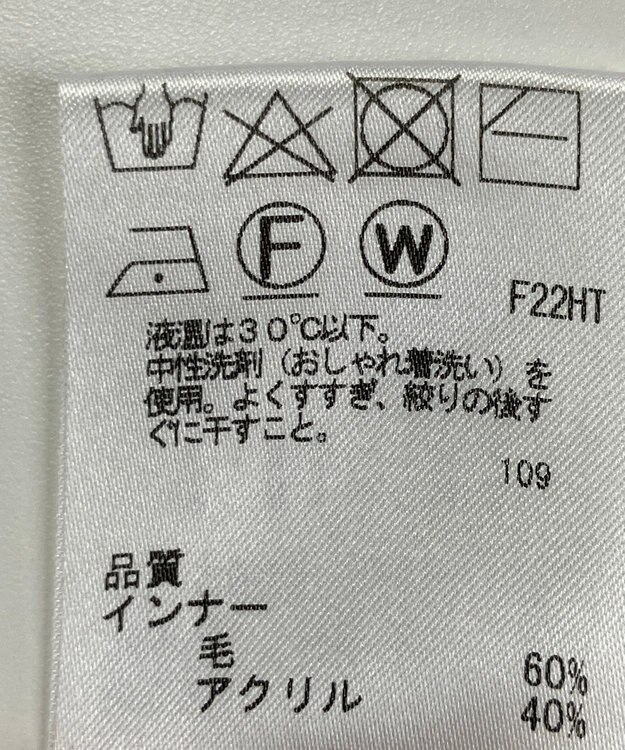 F W
F22HT
液温は30℃以下。
中性洗剤（おしゃれ着洗い）を
使用。よくすすぎ、絞りの後す
ぐに干すこと。
109
品質
インナー
毛 60%
アクリル 40%